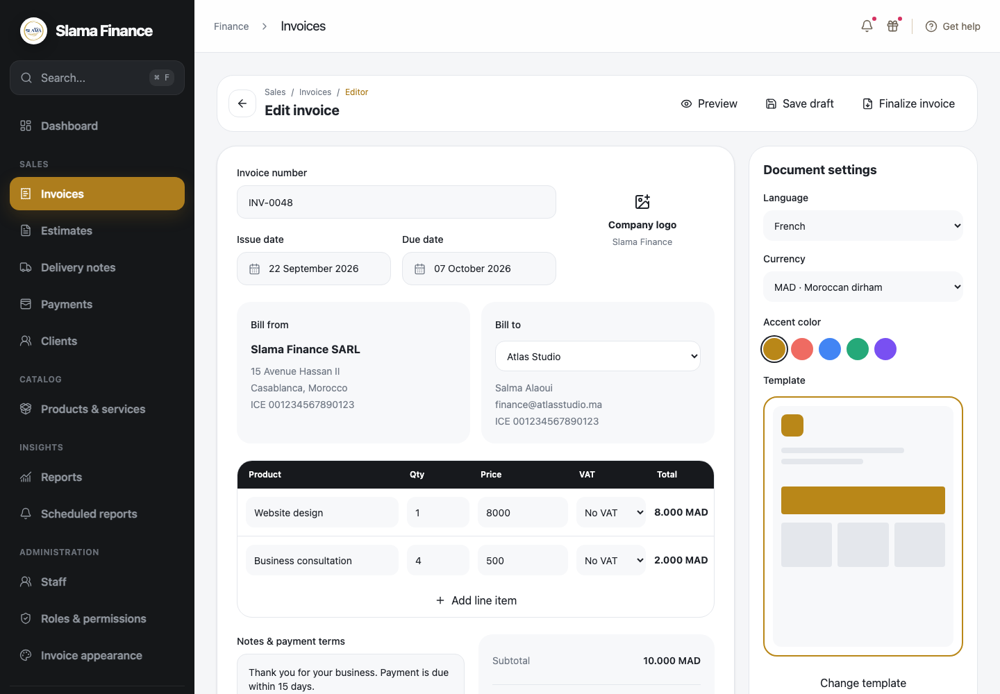 SLAMA
Slama Finance
Search...
⌘ F
Dashboard
SALES
Invoices
Estimates
Delivery notes
Payments
Clients
CATALOG
Products & services
INSIGHTS
Reports
Scheduled reports
ADMINISTRATION
Staff
Roles & permissions
Invoice appearance
Finance
Invoices
Get help
Sales / Invoices / Editor
Edit invoice
Preview
Save draft
Finalize invoice
Invoice number
INV-0048
Issue date
Due date
22 September 2026
07 October 2026
Company logo
Slama Finance
Bill from
Slama Finance SARL
15 Avenue Hassan II
Casablanca, Morocco
ICE 001234567890123
Bill to
Atlas Studio
Salma Alaoui
finance@atlasstudio.ma
ICE 001234567890123
Product Qty Price VAT Total
Website design 1 8000 No VAT 8.000 MAD
Business consultation 4 500 No VAT 2.000 MAD
Add line item
Notes & payment terms
Thank you for your business. Payment is due
within 15 days.
Subtotal 10.000 MAD
Document settings
Language
French
Currency
MAD · Moroccan dirham
Accent color
Template
Change template